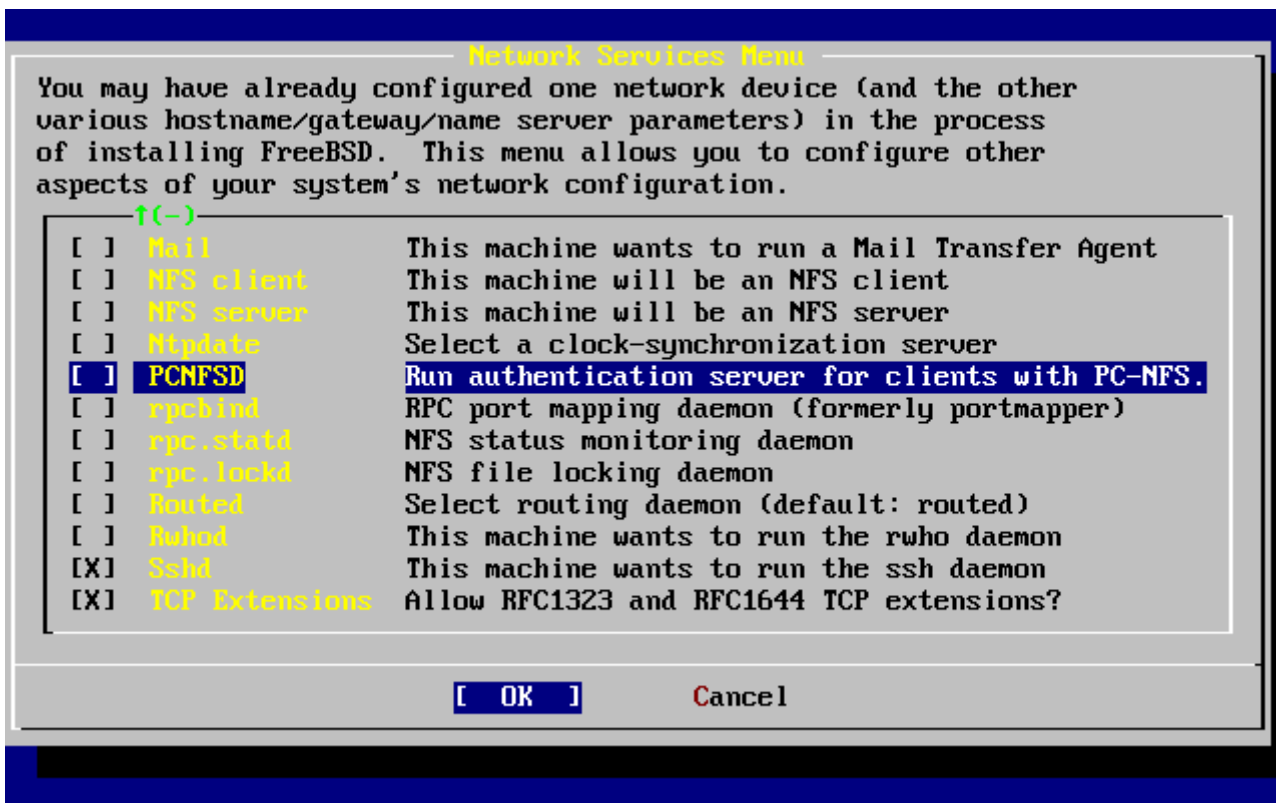 Network Services Menu
You may have already configured one network device (and the other
various hostname/gateway/name server parameters) in the process
of installing FreeBSD.  This menu allows you to configure other
aspects of your system's network configuration.
↑(-)
[ ] Mail This machine wants to run a Mail Transfer Agent
[ ] NFS client This machine will be an NFS client
[ ] NFS server This machine will be an NFS server
[ ] Ntpdate Select a clock-synchronization server
[ ] PCNFSD Run authentication server for clients with PC-NFS.
[ ] rpcbind RPC port mapping daemon (formerly portmapper)
[ ] rpc.statd NFS status monitoring daemon
[ ] rpc.lockd NFS file locking daemon
[ ] Routed Select routing daemon (default: routed)
[ ] Rwhod This machine wants to run the rwho daemon
[X] Sshd This machine wants to run the ssh daemon
[X] TCP Extensions Allow RFC1323 and RFC1644 TCP extensions?
[ OK ] Cancel